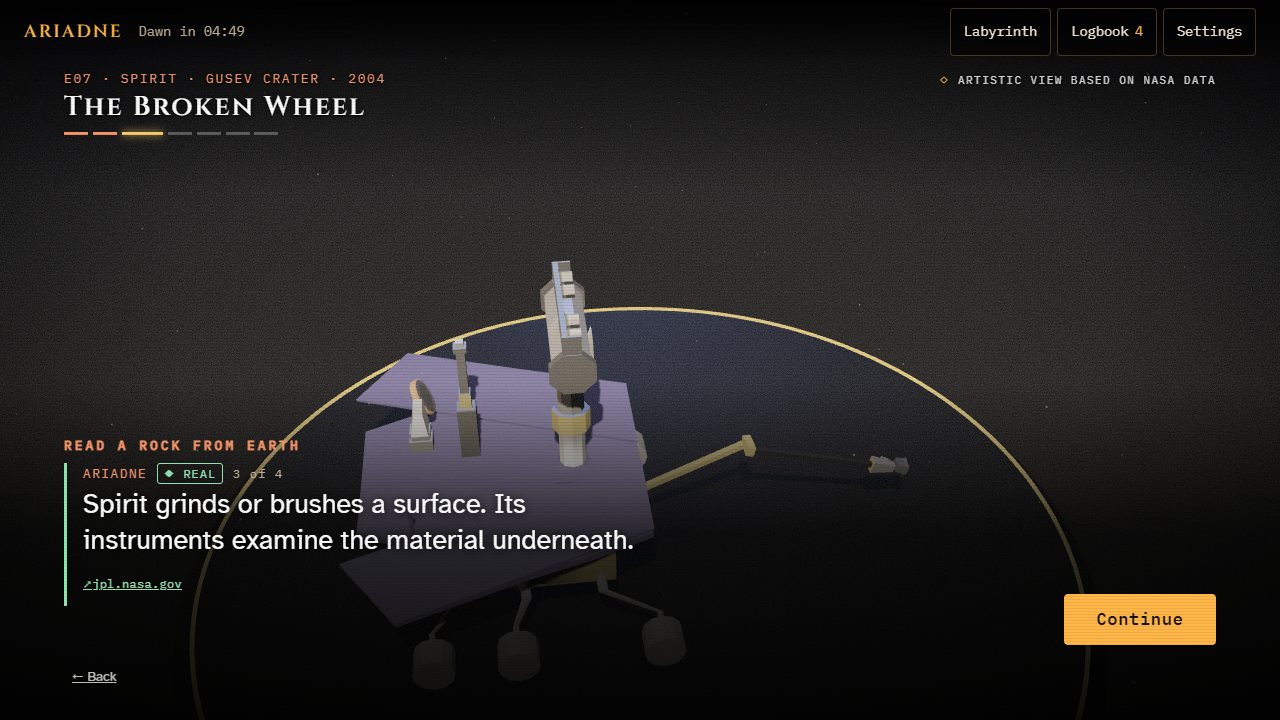 ARIADNE Dawn in 04:49 Labyrinth Logbook 4 Settings
E07 · SPIRIT · GUSEV CRATER · 2004
The Broken Wheel
◇ ARTISTIC VIEW BASED ON NASA DATA
READ A ROCK FROM EARTH
ARIADNE ◆ REAL 3 of 4
Spirit grinds or brushes a surface. Its
instruments examine the material underneath.
↗jpl.nasa.gov
Continue
← Back